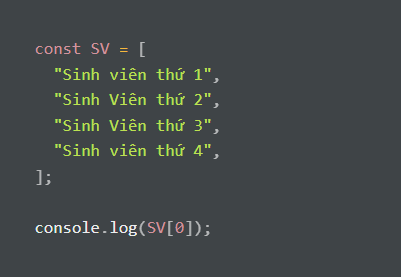 const SV = [
  "Sinh viên thứ 1",
  "Sinh Viên thứ 2",
  "Sinh Viên thứ 3",
  "Sinh viên thứ 4",
];
console.log(SV[0]);